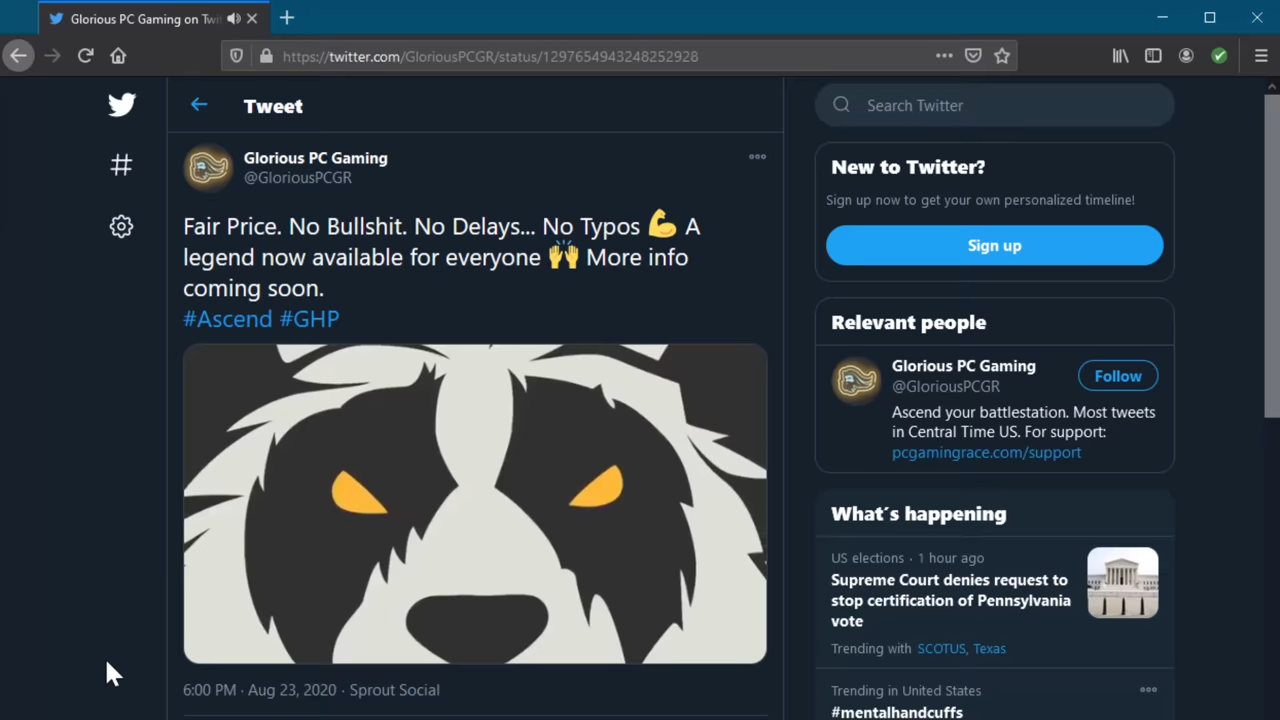 Glorious PC Gaming on Twi
https://twitter.com/GloriousPCGR/status/1297654943248252928
Tweet
Glorious PC Gaming
@GloriousPCGR
Fair Price. No Bullshit. No Delays... No Typos 💪 A
legend now available for everyone 🙌 More info
coming soon.
#Ascend #GHP
6:00 PM · Aug 23, 2020 · Sprout Social
Search Twitter
New to Twitter?
Sign up now to get your own personalized timeline!
Sign up
Relevant people
Glorious PC Gaming
@GloriousPCGR
Follow
Ascend your battlestation. Most tweets
in Central Time US. For support:
pcgamingrace.com/support
What's happening
US elections · 1 hour ago
Supreme Court denies request to
stop certification of Pennsylvania
vote
Trending with SCOTUS, Texas
Trending in United States
#mentalhandcuffs